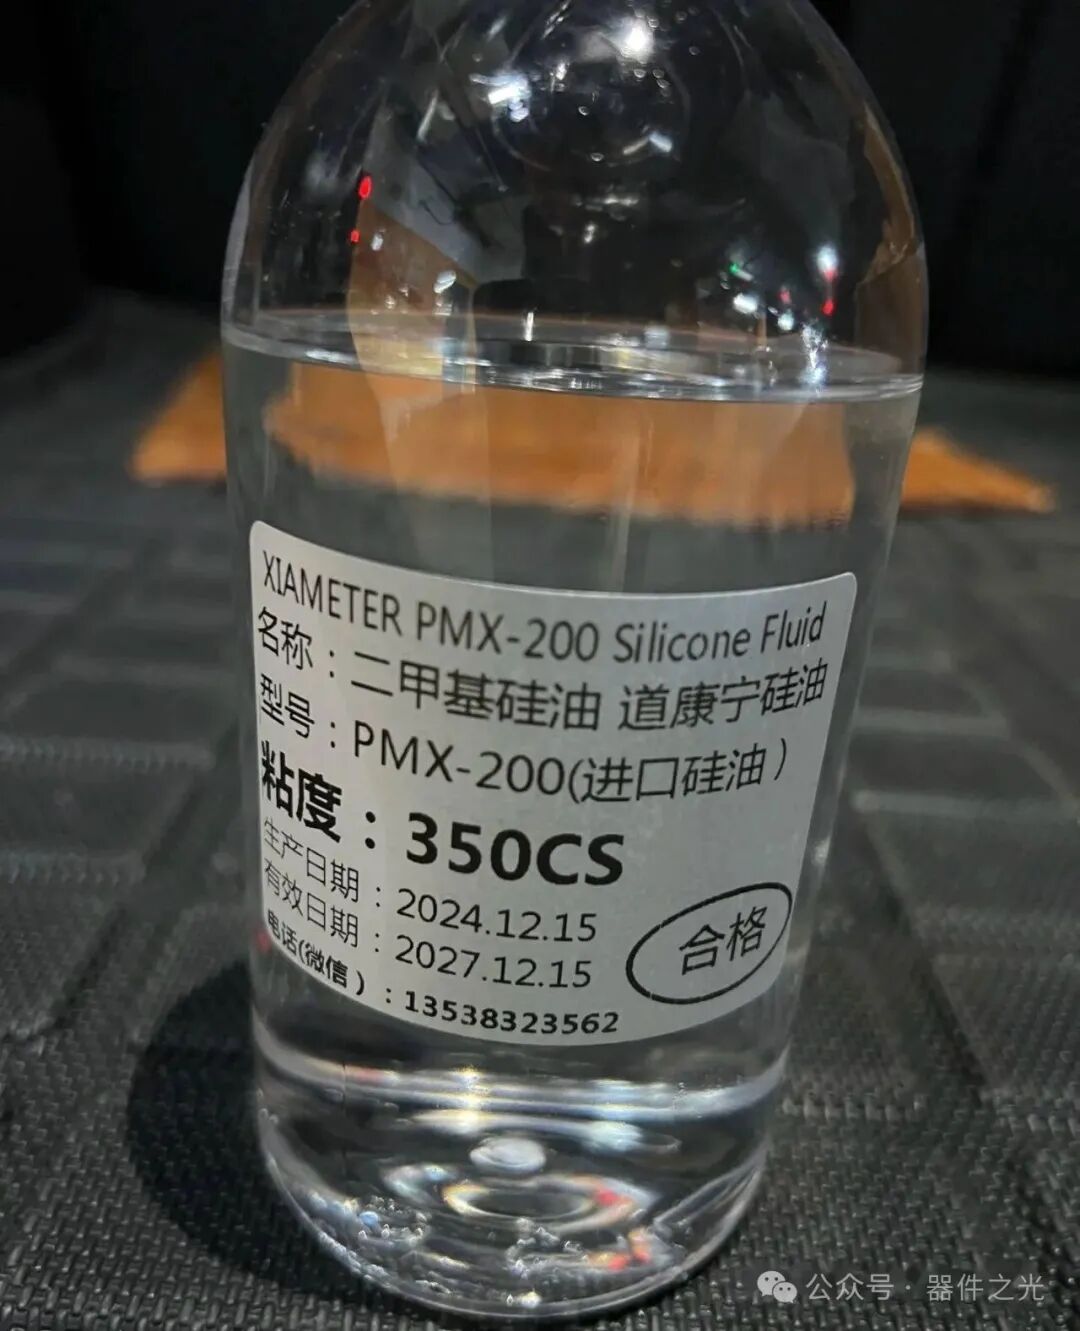 XIAMETER PMX-200 Silicone Fluid
名称：二甲基硅油 道康宁硅油
型号：PMX-200(进口硅油）
粘度：350CS
生产日期：2024.12.15
有效日期：2027.12.15
电话(微信）：13538323562
合格
公众号·器件之光